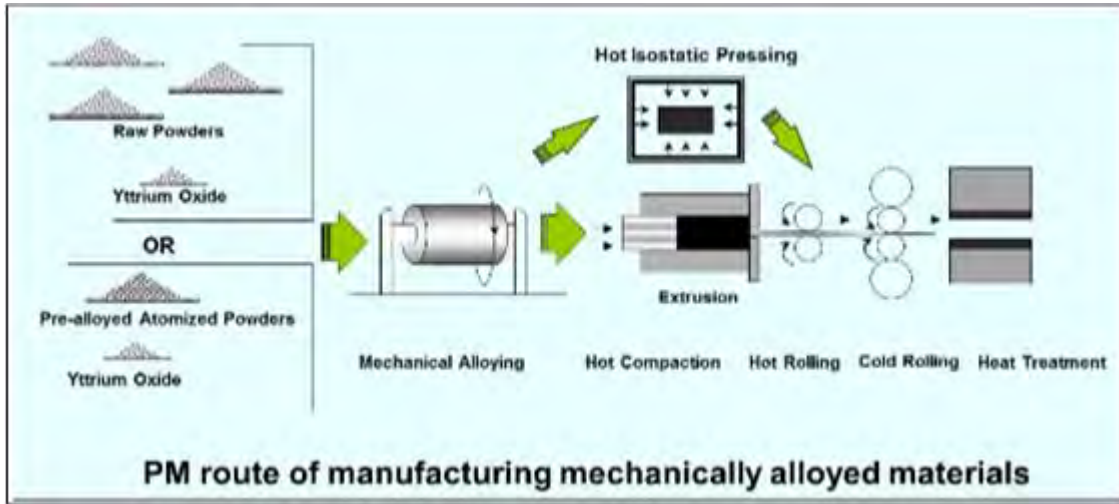 Hot Isostatic Pressing
Raw Powders
Yttrium Oxide
OR
Pre-alloyed Atomized Powders
Yttrium Oxide
Extrusion
Mechanical Alloying
Hot Compaction
Hot Rolling
Cold Rolling
Heat Treatment
PM route of manufacturing mechanically alloyed materials